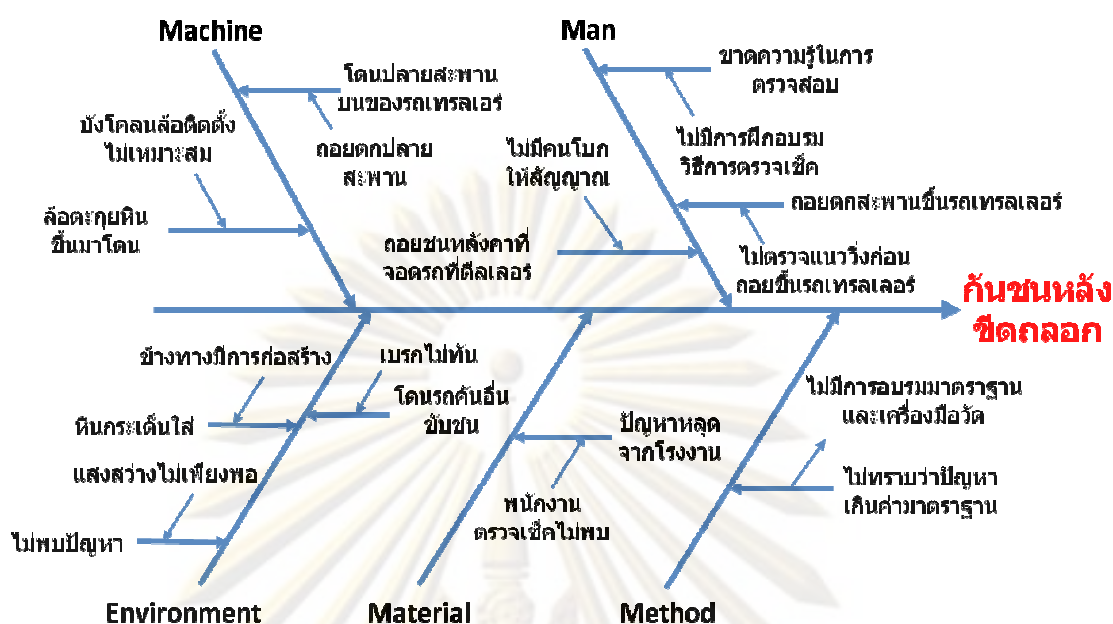 Machine
Man
โดนปลายสะพาน
บนของรถเทรลเอร์
ถอยตกปลาย
สะพาน
บังโคลนล้อติดตั้ง
ไม่เหมาะสม
ล้อตะกุยหิน
ขึ้นมาโดน
ขาดความรู้ในการ
ตรวจสอบ
ไม่มีการฝึกอบรม
วิธีการตรวจเช็ค
ไม่มีคนโบก
ให้สัญญาณ
ถอยชนหลังคาที่
จอดรถที่ดีลเลอร์
ถอยตกสะพานขึ้นรถเทรลเลอร์
ไม่ตรวจแนววิ่งก่อน
ถอยขึ้นรถเทรลเลอร์
กันชนหลัง
ขีดถลอก
ข้างทางมีการก่อสร้าง
หินกระเด็นใส่
เบรกไม่ทัน
โดนรถคันอื่น
ขับชน
แสงสว่างไม่เพียงพอ
ไม่พบปัญหา
ปัญหาหลุด
จากโรงงาน
พนักงาน
ตรวจเช็คไม่พบ
ไม่มีการอบรมมาตราฐาน
และเครื่องมือวัด
ไม่ทราบว่าปัญหา
เกินค่ามาตราฐาน
Environment
Material
Method